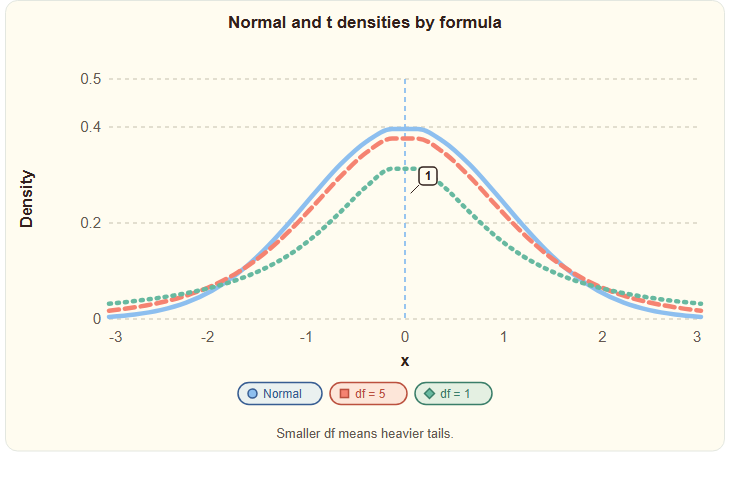 Normal and t densities by formula
0.5
0.4
0.2
0
Density
1
-3 -2 -1 0 1 2 3
x
Normal df = 5 df = 1
Smaller df means heavier tails.